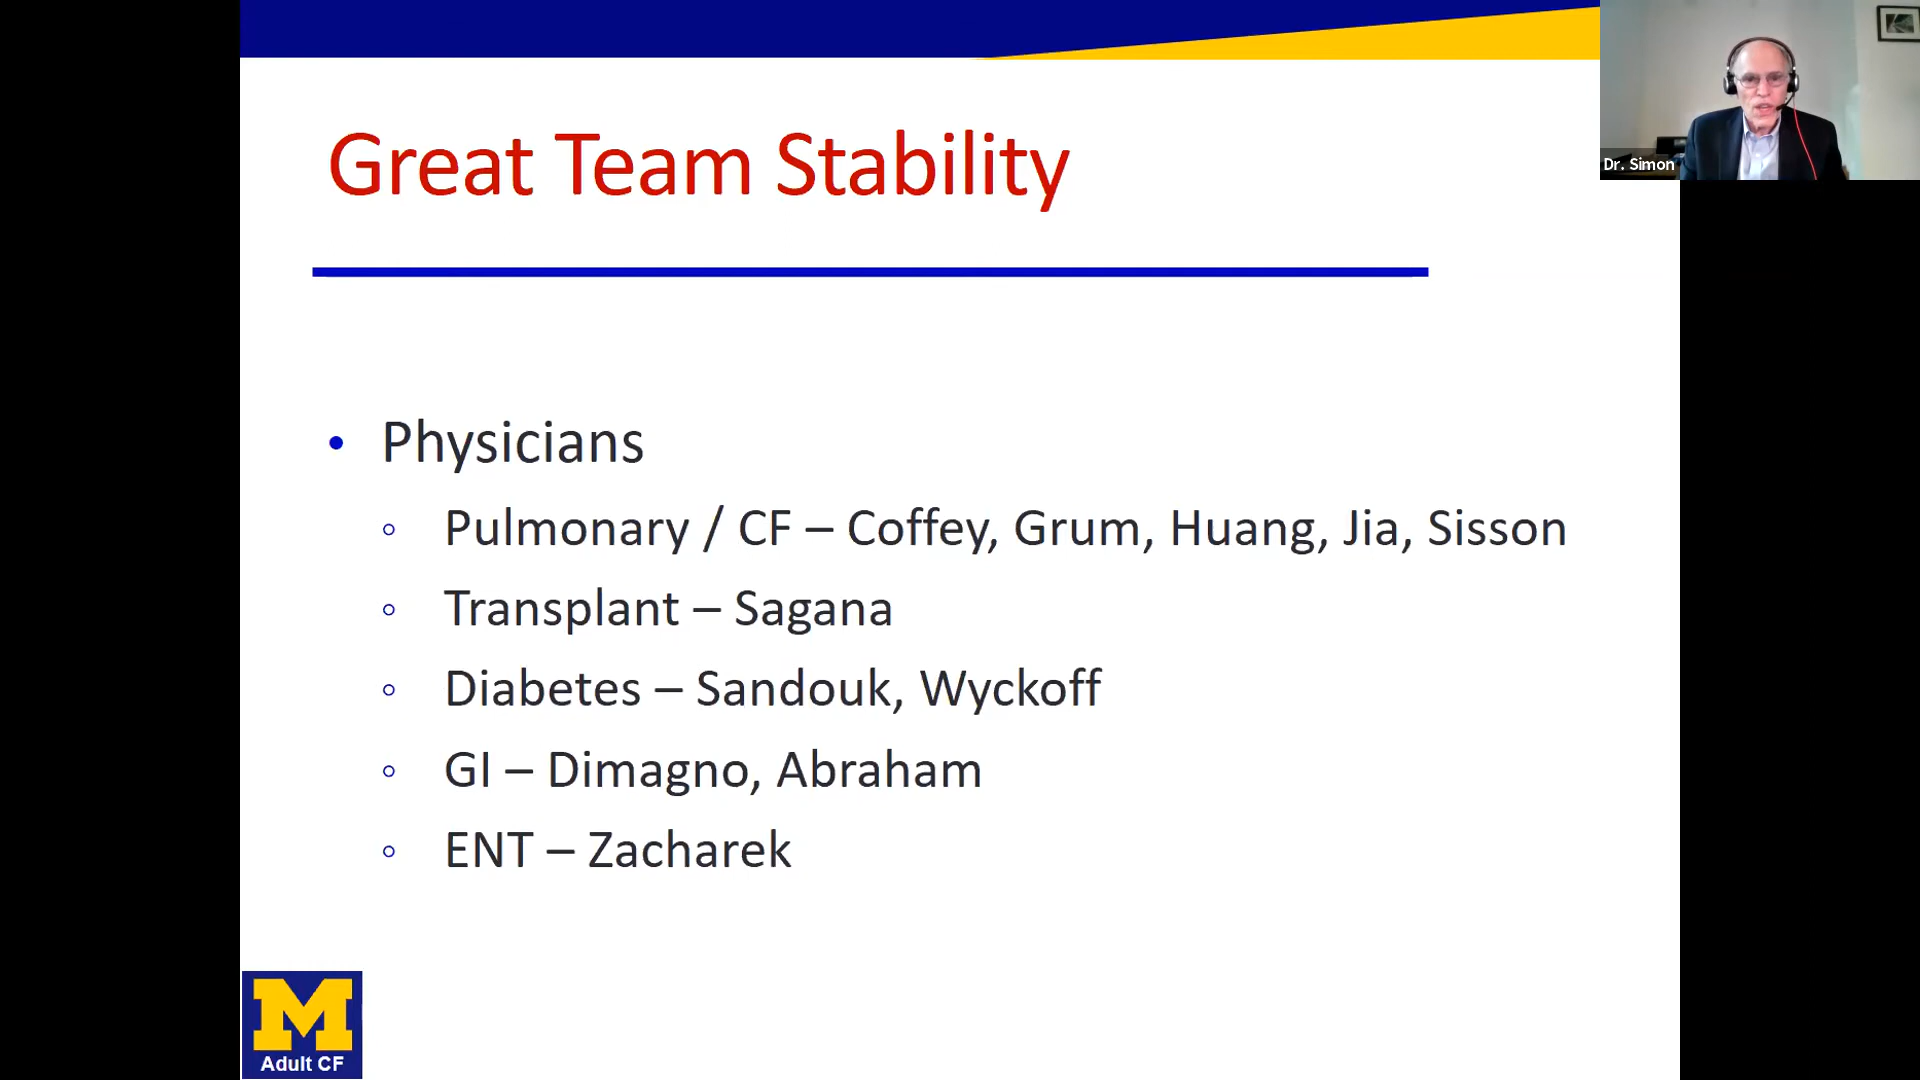 Great Team Stability
Dr. Simon
• Physicians
◦ Pulmonary / CF – Coffey, Grum, Huang, Jia, Sisson
◦ Transplant – Sagana
◦ Diabetes – Sandouk, Wyckoff
◦ GI – Dimagno, Abraham
◦ ENT – Zacharek
M
Adult CF